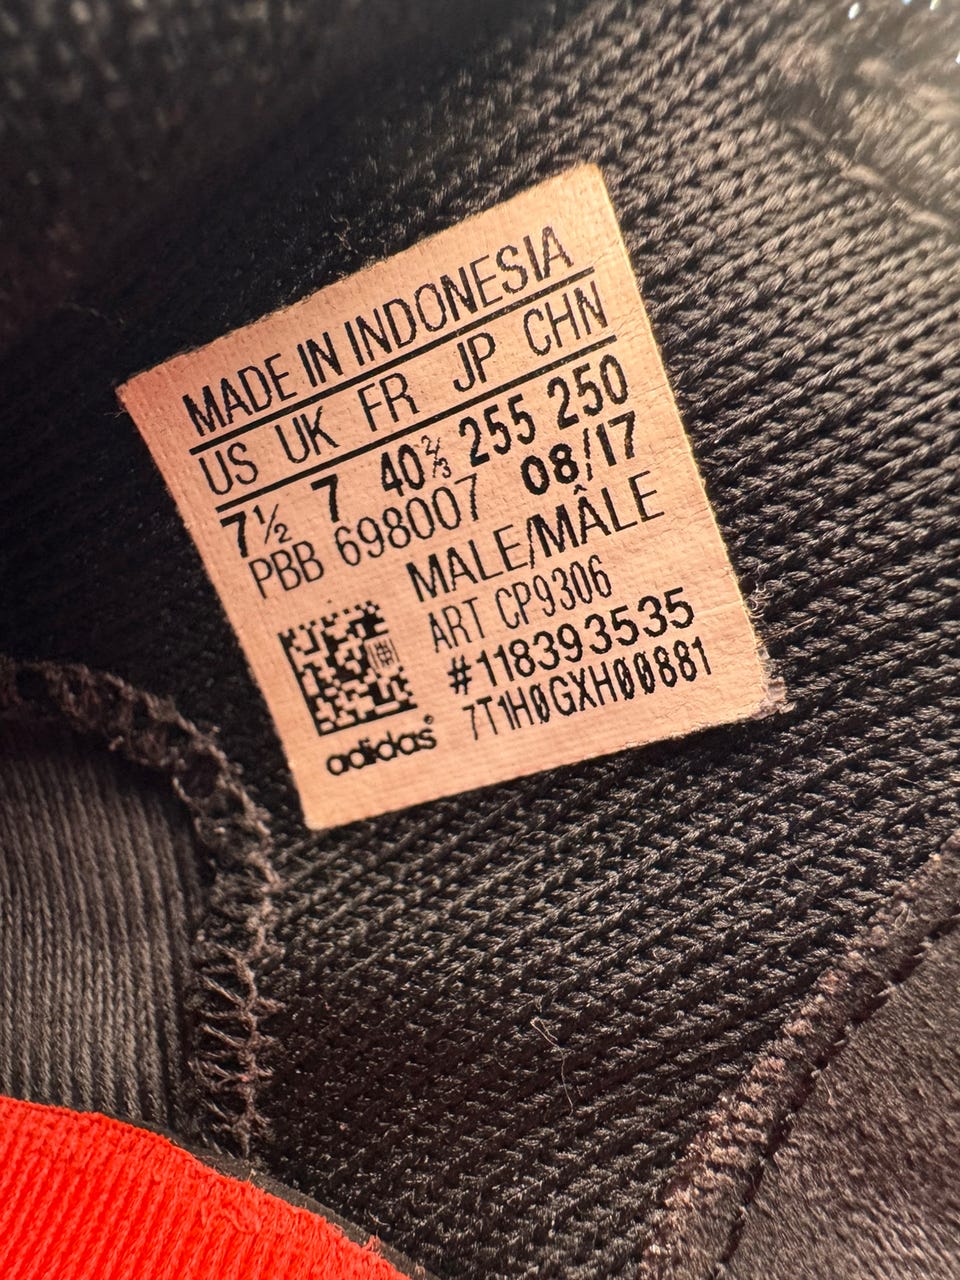 MADE IN INDONESIA
US UK FR JP CHN
7½ 7 40⅔ 255 250
PBB 698007 08/17
MALE/MÂLE
ART CP9306
#118393535
7T1H0GXH00881
adidas®